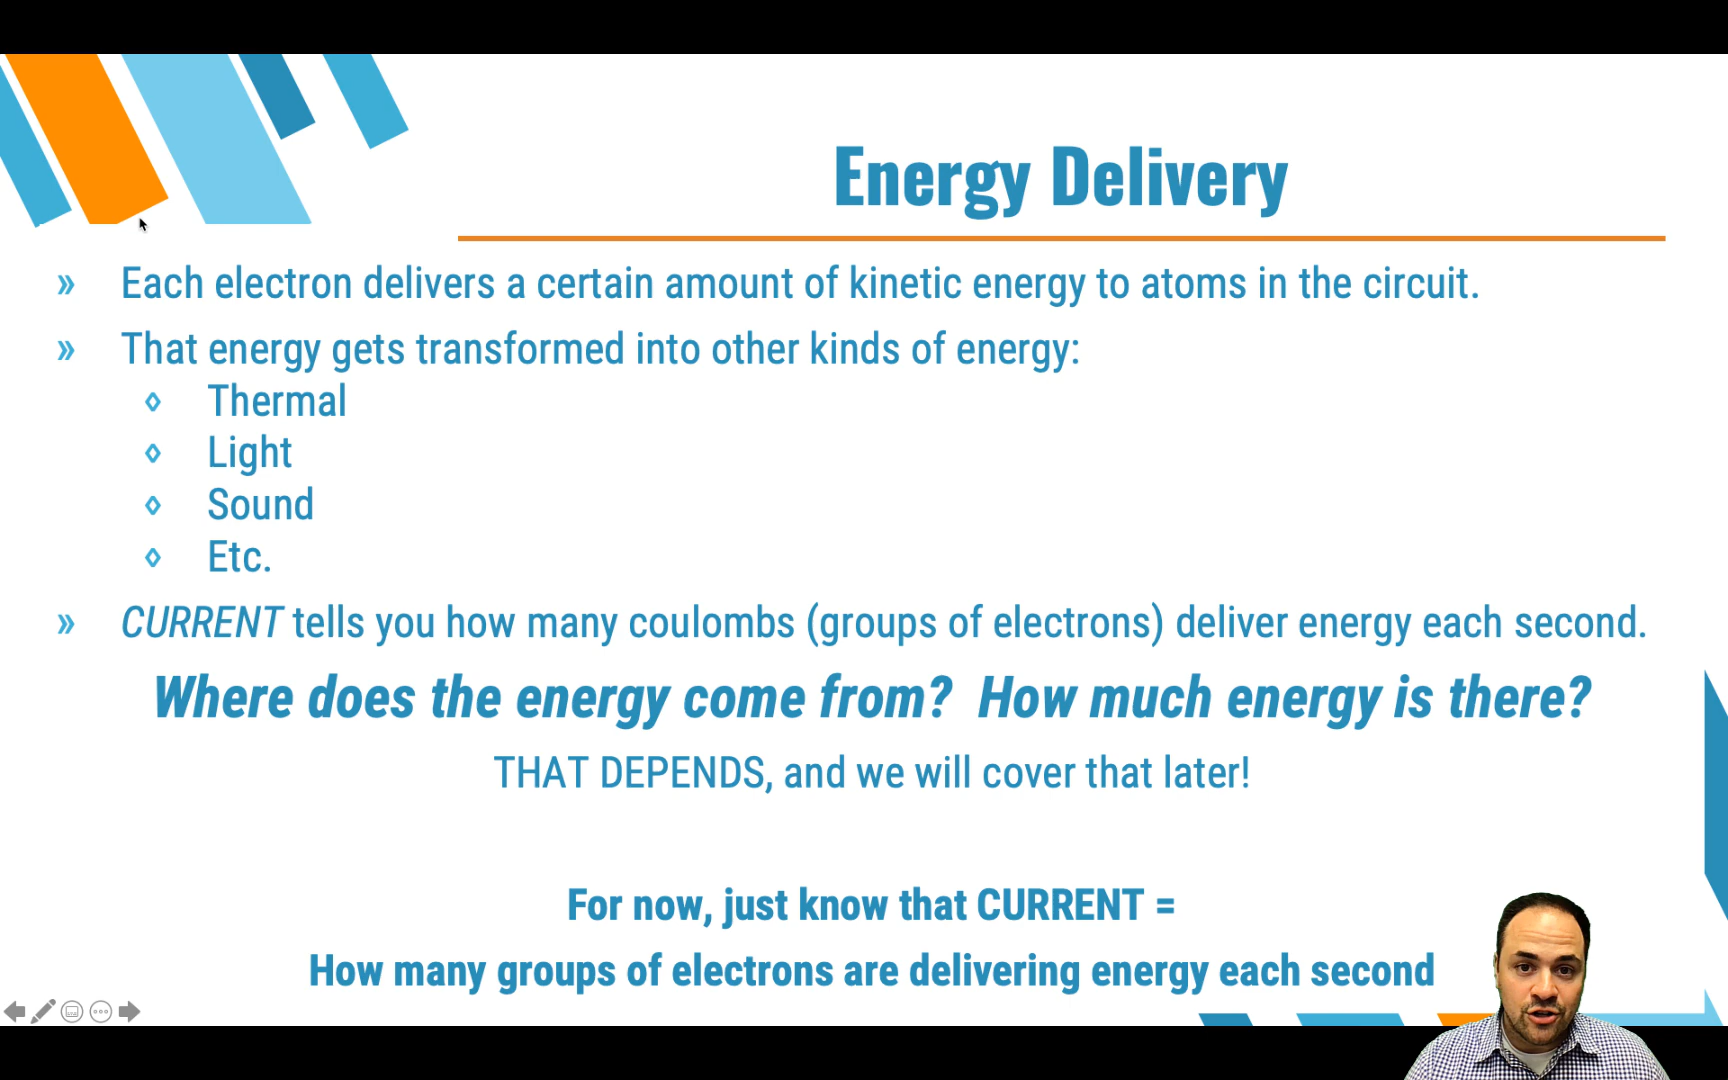 Energy Delivery
» Each electron delivers a certain amount of kinetic energy to atoms in the circuit.
» That energy gets transformed into other kinds of energy:
◊ Thermal
◊ Light
◊ Sound
◊ Etc.
» CURRENT tells you how many coulombs (groups of electrons) deliver energy each second.
Where does the energy come from? How much energy is there?
THAT DEPENDS, and we will cover that later!
For now, just know that CURRENT =
How many groups of electrons are delivering energy each second